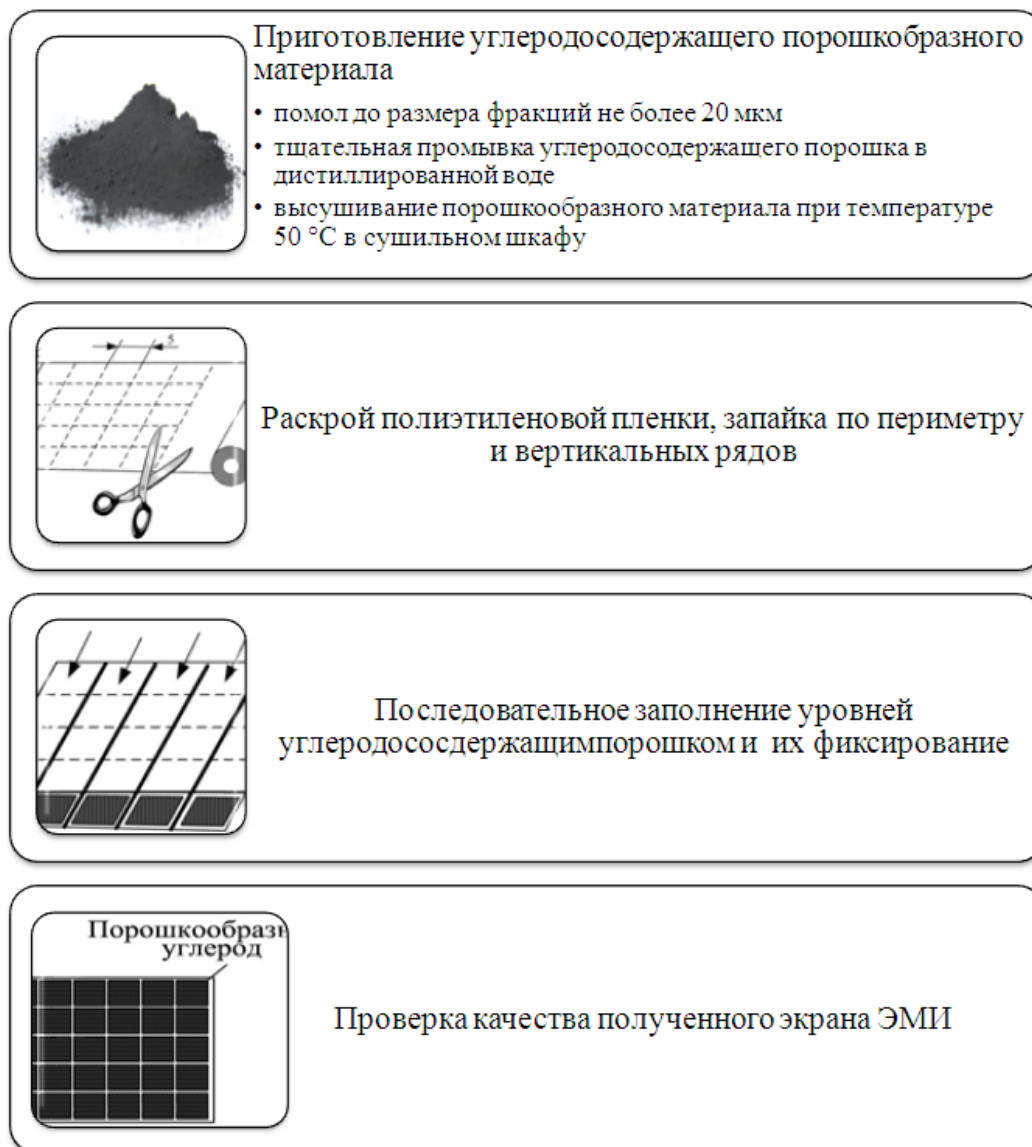 Приготовление углеродосодержащего порошкобразного
материала
• помол до размера фракций не более 20 мкм
• тщательная промывка углеродосодержащего порошка в
дистиллированной воде
• высушивание порошкообразного материала при температуре
50 °С в сушильном шкафу
5
Раскрой полиэтиленовой пленки, запайка по периметру
и вертикальных рядов
Последовательное заполнение уровней
углеродососдержащимпорошком и их фиксирование
Порошкообраз
углерод
Проверка качества полученного экрана ЭМИ